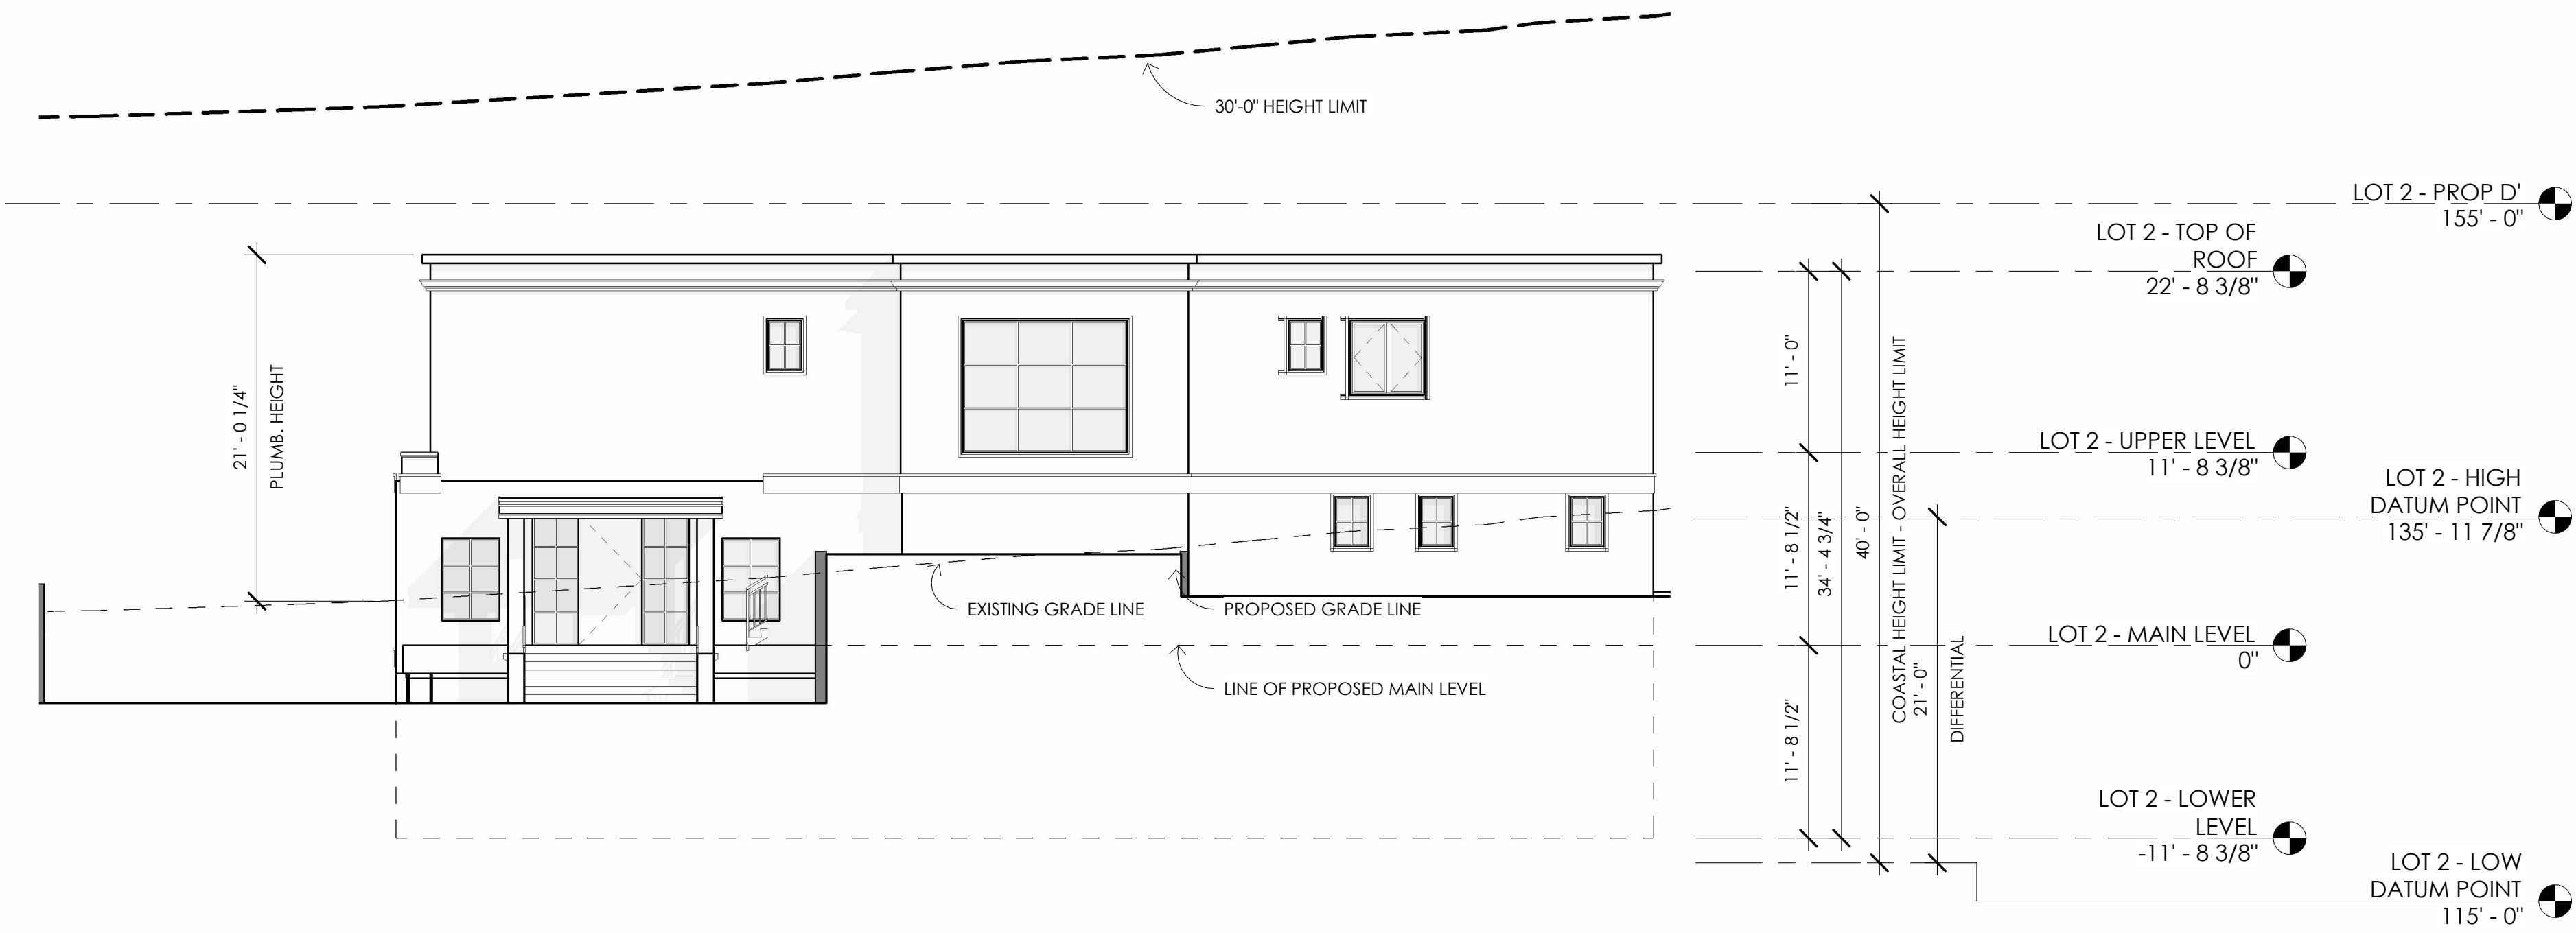 30'-0" HEIGHT LIMIT
LOT 2 - PROP D'
155' - 0"
LOT 2 - TOP OF
ROOF
22' - 8 3/8"
21' - 0 1/4"
PLUMB. HEIGHT
11' - 0"
11' - 8 1/2"
11' - 8 1/2"
34' - 4 3/4"
40' - 0"
COASTAL HEIGHT LIMIT - OVERALL HEIGHT LIMIT
21' - 0"
DIFFERENTIAL
LOT 2 - UPPER LEVEL
11' - 8 3/8"
LOT 2 - HIGH
DATUM POINT
135' - 11 7/8"
EXISTING GRADE LINE
PROPOSED GRADE LINE
LOT 2 - MAIN LEVEL
0"
LINE OF PROPOSED MAIN LEVEL
LOT 2 - LOWER
LEVEL
-11' - 8 3/8"
LOT 2 - LOW
DATUM POINT
115' - 0"